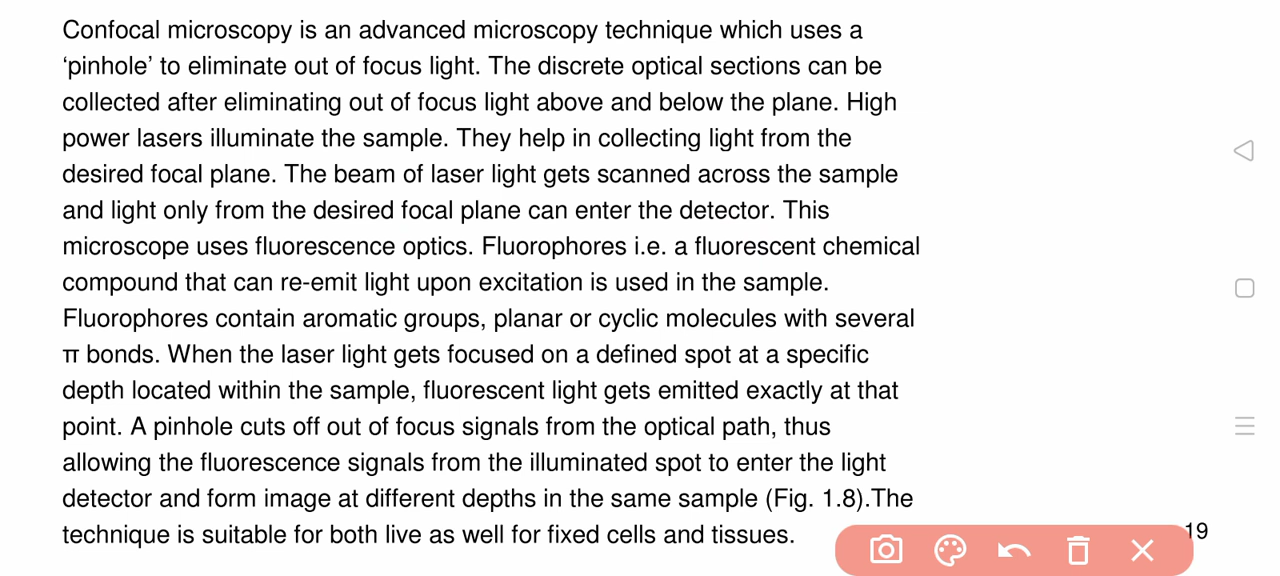 Confocal microscopy is an advanced microscopy technique which uses a
‘pinhole’ to eliminate out of focus light. The discrete optical sections can be
collected after eliminating out of focus light above and below the plane. High
power lasers illuminate the sample. They help in collecting light from the
desired focal plane. The beam of laser light gets scanned across the sample
and light only from the desired focal plane can enter the detector. This
microscope uses fluorescence optics. Fluorophores i.e. a fluorescent chemical
compound that can re-emit light upon excitation is used in the sample.
Fluorophores contain aromatic groups, planar or cyclic molecules with several
π bonds. When the laser light gets focused on a defined spot at a specific
depth located within the sample, fluorescent light gets emitted exactly at that
point. A pinhole cuts off out of focus signals from the optical path, thus
allowing the fluorescence signals from the illuminated spot to enter the light
detector and form image at different depths in the same sample (Fig. 1.8).The
technique is suitable for both live as well for fixed cells and tissues.
19